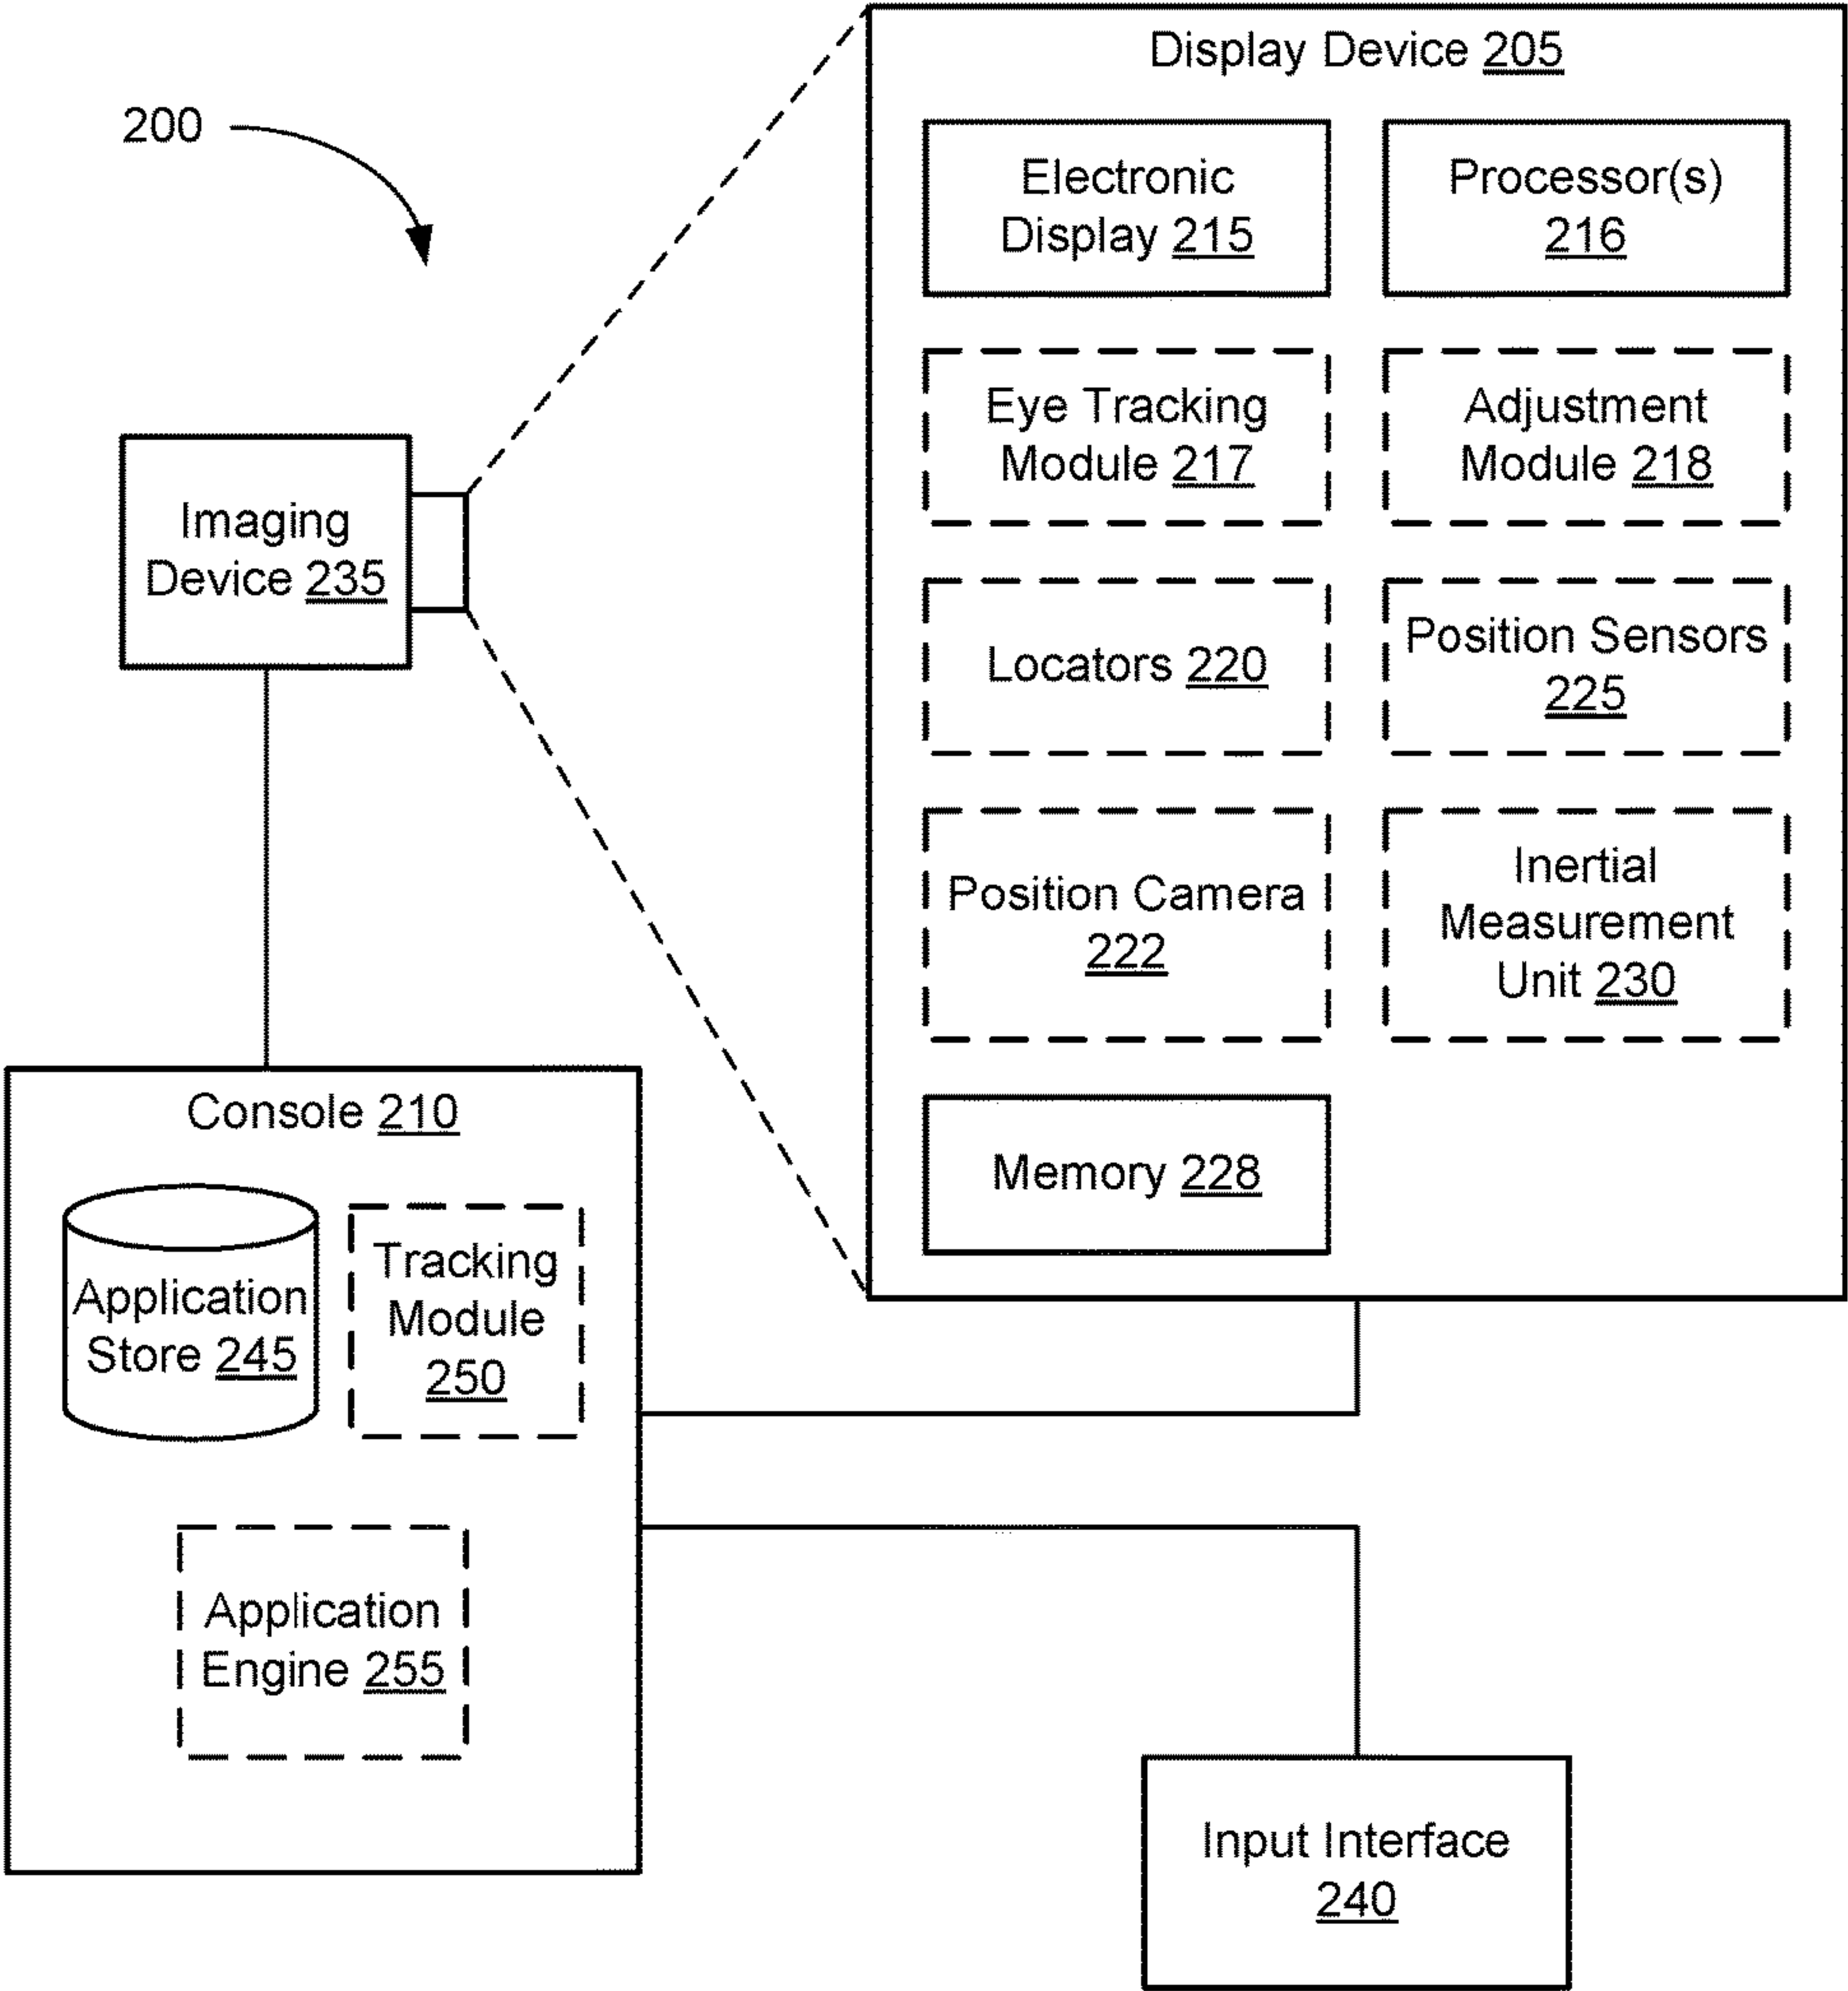 200
Display Device 205
Electronic
Display 215
Processor(s)
216
Eye Tracking
Module 217
Adjustment
Module 218
Imaging
Device 235
Locators 220
Position Sensors
225
Position Camera
222
Inertial
Measurement
Unit 230
Memory 228
Console 210
Application
Store 245
Tracking
Module
250
Application
Engine 255
Input Interface
240